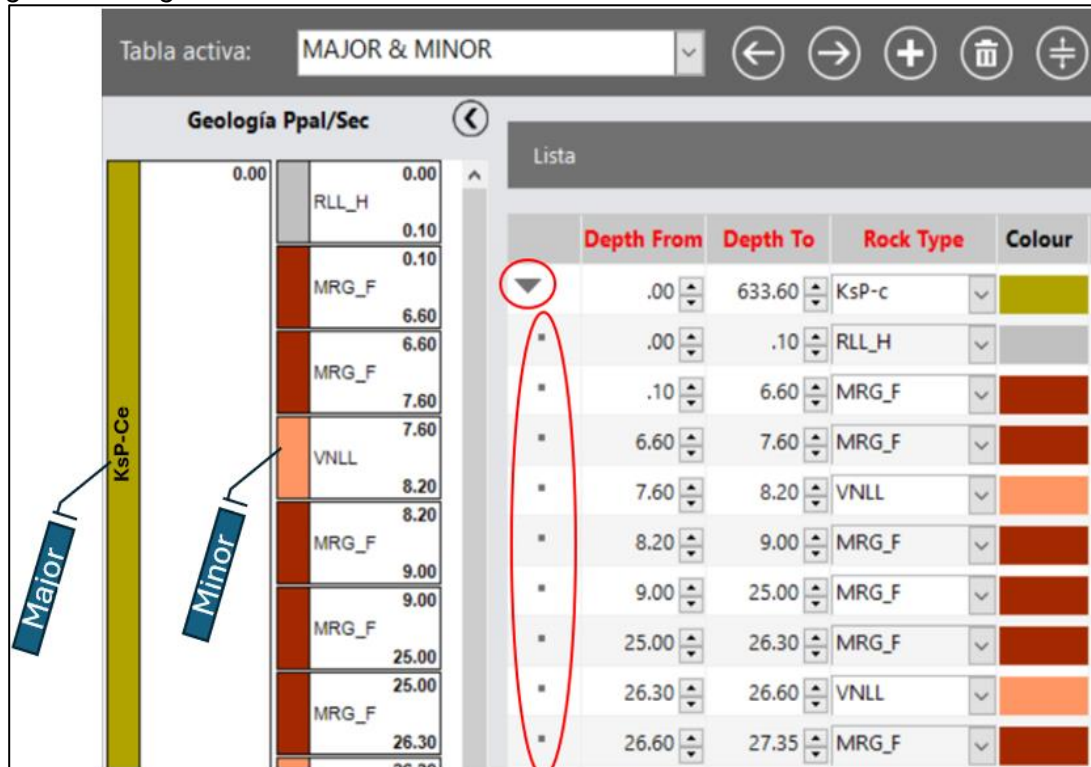 Tabla activa: MAJOR & MINOR
Geología Ppal/Sec
0.00
0.00
RLL_H
0.10
0.10
MRG_F
6.60
6.60
MRG_F
7.60
7.60
VNLL
8.20
8.20
MRG_F
9.00
9.00
MRG_F
25.00
25.00
MRG_F
26.30
KsP-Ce
Major
Minor
Lista
Depth From Depth To Rock Type Colour
.00 633.60 KsP-c
.00 .10 RLL_H
.10 6.60 MRG_F
6.60 7.60 MRG_F
7.60 8.20 VNLL
8.20 9.00 MRG_F
9.00 25.00 MRG_F
25.00 26.30 MRG_F
26.30 26.60 VNLL
26.60 27.35 MRG_F